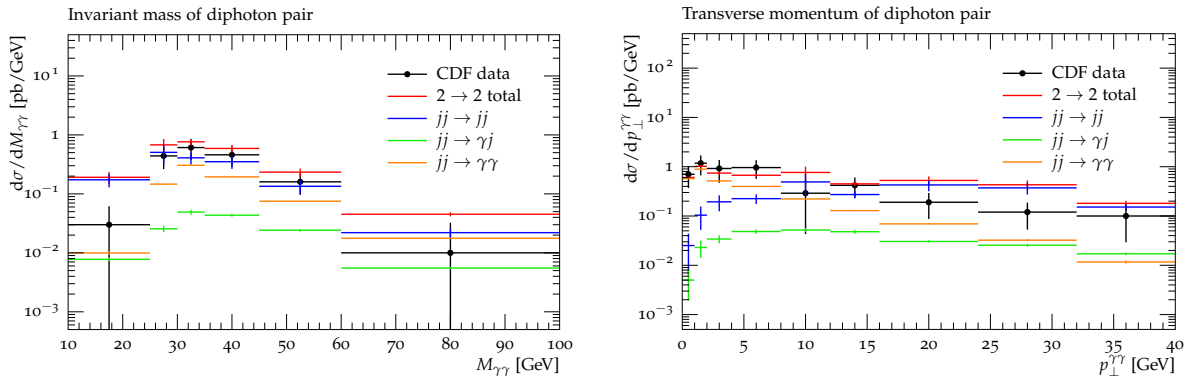 Invariant mass of diphoton pair
dσ/dM_γγ [pb/GeV]
10^1
1
10^−1
10^−2
10^−3
CDF data
2 → 2 total
jj → jj
jj → γj
jj → γγ
10 20 30 40 50 60 70 80 90 100
M_γγ [GeV]
Transverse momentum of diphoton pair
dσ/dp_⊥^γγ [pb/GeV]
10^2
10^1
1
10^−1
10^−2
10^−3
CDF data
2 → 2 total
jj → jj
jj → γj
jj → γγ
0 5 10 15 20 25 30 35 40
p_⊥^γγ [GeV]